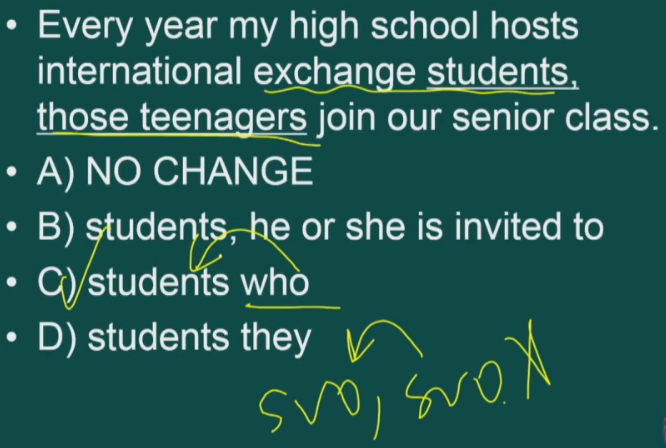 • Every year my high school hosts
international exchange students,
those teenagers join our senior class.
• A) NO CHANGE
• B) students, he or she is invited to
• C) students who
• D) students they
SVO, SVO. X